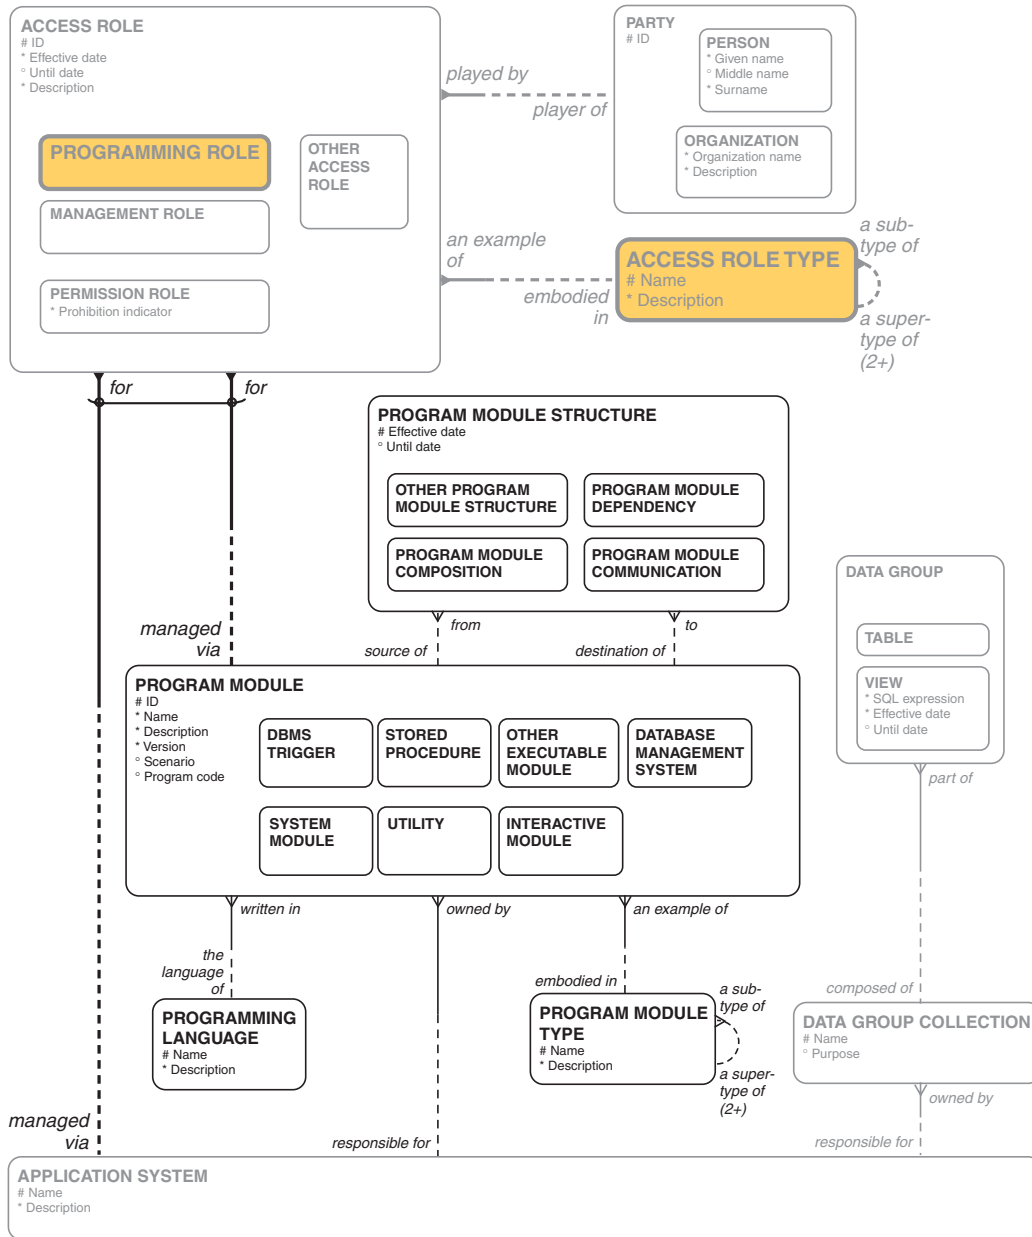 ACCESS ROLE
# ID
* Effective date
° Until date
* Description
PROGRAMMING ROLE
MANAGEMENT ROLE
PERMISSION ROLE
* Prohibition indicator
OTHER
ACCESS
ROLE
played by
player of
PARTY
# ID
PERSON
* Given name
° Middle name
* Surname
ORGANIZATION
* Organization name
* Description
an example
of
embodied
in
ACCESS ROLE TYPE
# Name
* Description
a sub-
type of
a super-
type of
(2+)
for
for
PROGRAM MODULE STRUCTURE
# Effective date
° Until date
OTHER PROGRAM
MODULE STRUCTURE
PROGRAM MODULE
DEPENDENCY
PROGRAM MODULE
COMPOSITION
PROGRAM MODULE
COMMUNICATION
DATA GROUP
TABLE
VIEW
* SQL expression
* Effective date
° Until date
part of
managed
via
from
source of
to
destination of
PROGRAM MODULE
# ID
* Name
* Description
* Version
° Scenario
° Program code
DBMS
TRIGGER
STORED
PROCEDURE
OTHER
EXECUTABLE
MODULE
DATABASE
MANAGEMENT
SYSTEM
SYSTEM
MODULE
UTILITY
INTERACTIVE
MODULE
written in
the
language
of
owned by
an example of
embodied in
PROGRAMMING
LANGUAGE
# Name
* Description
PROGRAM MODULE
TYPE
# Name
* Description
a sub-
type of
a super-
type of
(2+)
composed of
DATA GROUP COLLECTION
# Name
° Purpose
owned by
managed
via
responsible for
responsible for
APPLICATION SYSTEM
# Name
* Description